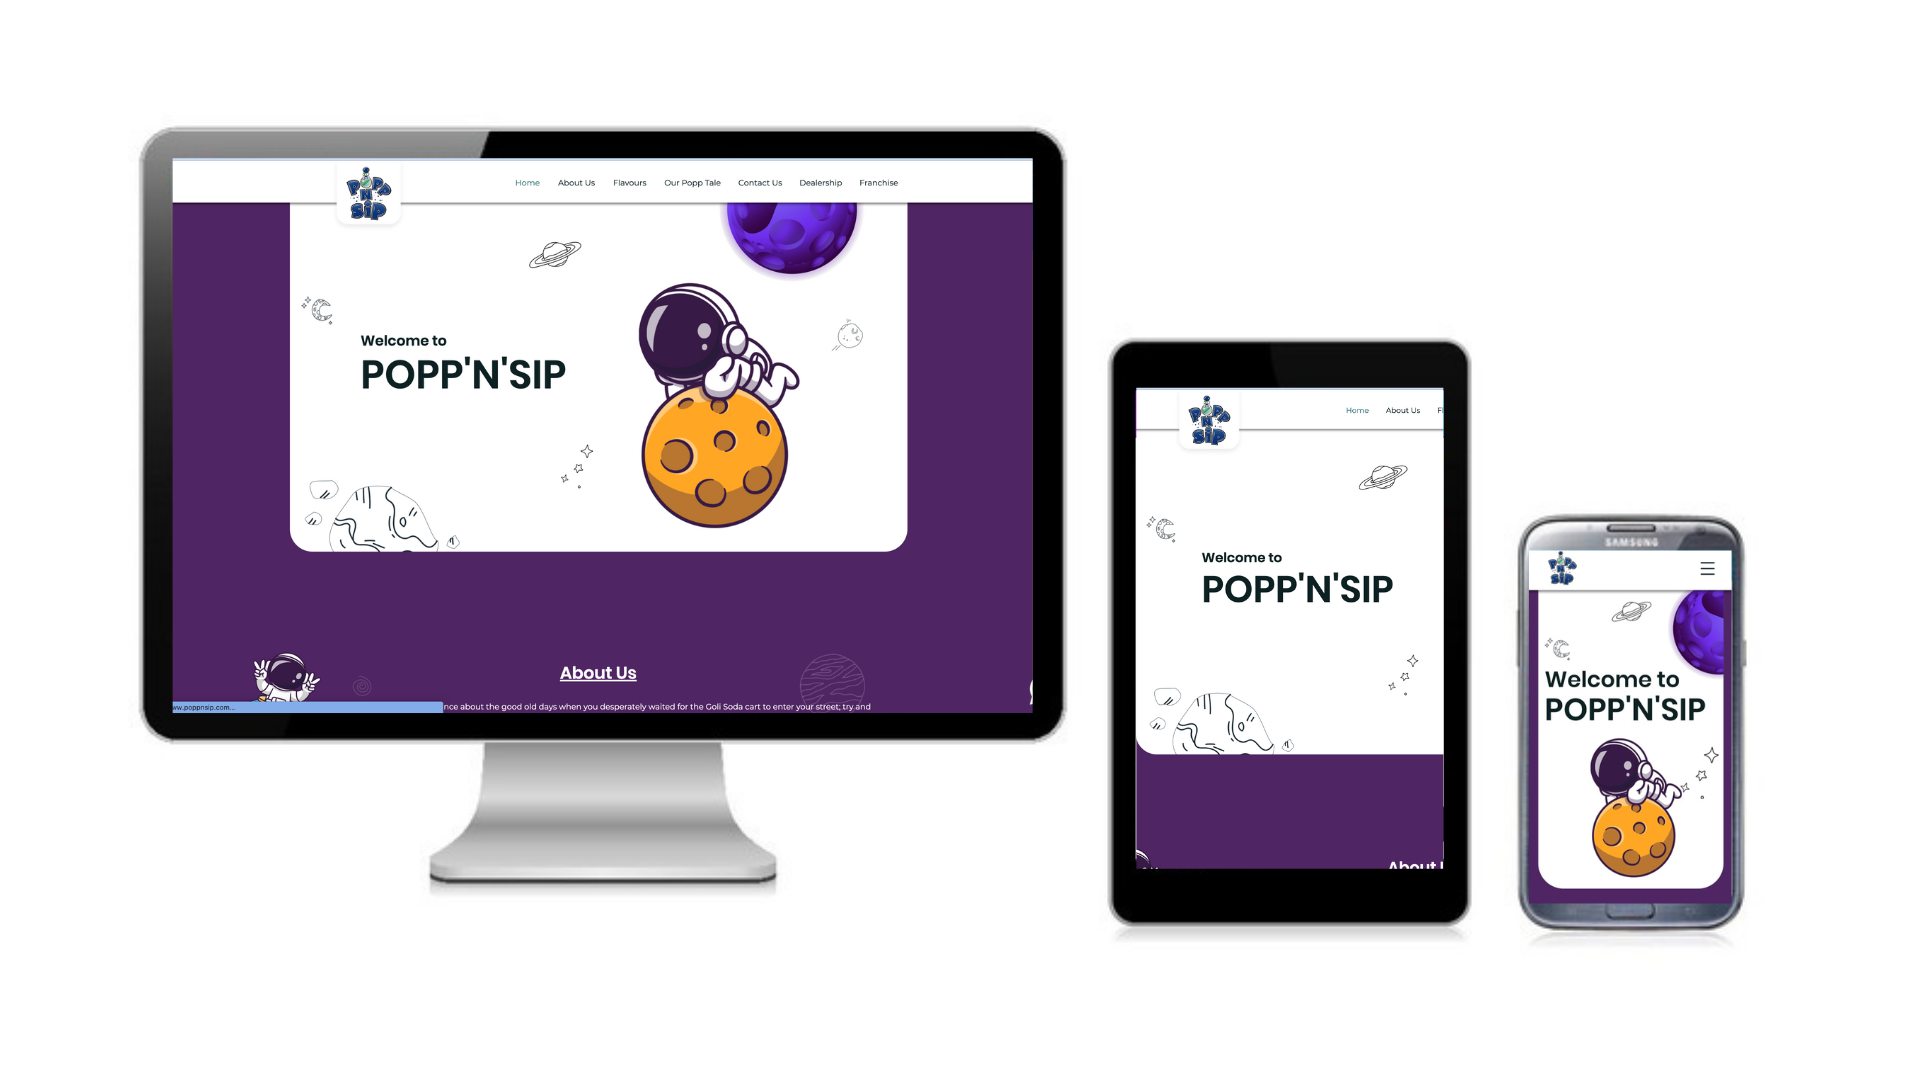 POPP
N
SiP
Home About Us Flavours Our Popp Tale Contact Us Dealership Franchise
Welcome to
POPP'N'SIP
About Us
ww.poppnsip.com...
nce about the good old days when you desperately waited for the Goli Soda cart to enter your street; try and
POPP
N
SiP
Home About Us Fl
Welcome to
POPP'N'SIP
About U
SAMSUNG
POPP
N
SiP
Welcome to
POPP'N'SIP